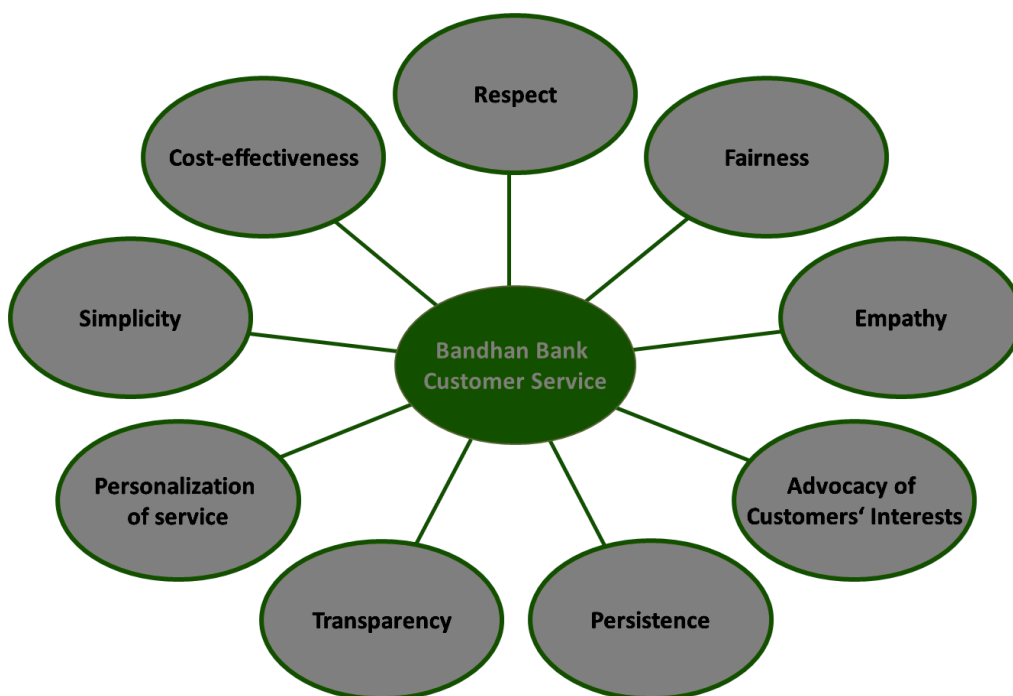 Respect
Fairness
Empathy
Advocacy of
Customers‘ Interests
Persistence
Transparency
Personalization
of service
Simplicity
Cost-effectiveness
Bandhan Bank
Customer Service